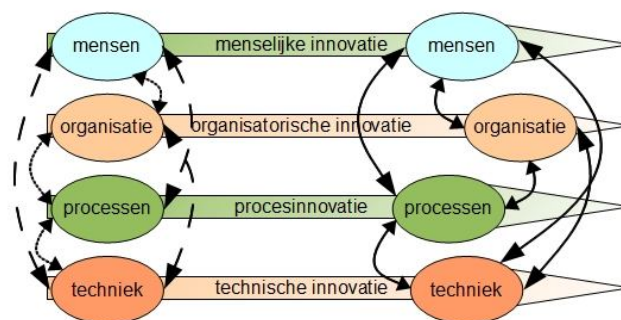 mensen menselijke innovatie mensen
organisatie organisatorische innovatie organisatie
processen procesinnovatie processen
techniek technische innovatie techniek